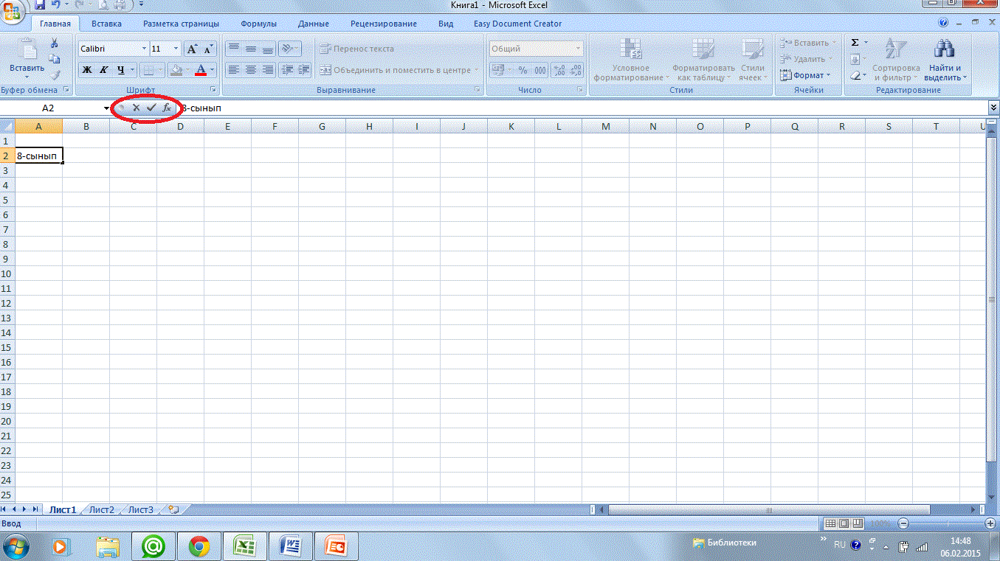 Книга1 - Microsoft Excel
Главная Вставка Разметка страницы Формулы Данные Рецензирование Вид Easy Document Creator
Вставить
Буфер обмена
Calibri 11
Ж К Ч
Шрифт
Перенос текста
Объединить и поместить в центре
Выравнивание
Общий
% 000
Число
Условное форматирование
Форматировать как таблицу
Стили ячеек
Стили
Вставить
Удалить
Формат
Ячейки
Σ
Сортировка и фильтр
Найти и выделить
Редактирование
A2 fx 8-сынып
A B C D E F G H I J K L M N O P Q R S T U
1
2 8-сынып
3
4
5
6
7
8
9
10
11
12
13
14
15
16
17
18
19
20
21
22
23
24
25
Лист1 Лист2 Лист3
Ввод 100%
Библиотеки RU 14:48
06.02.2015